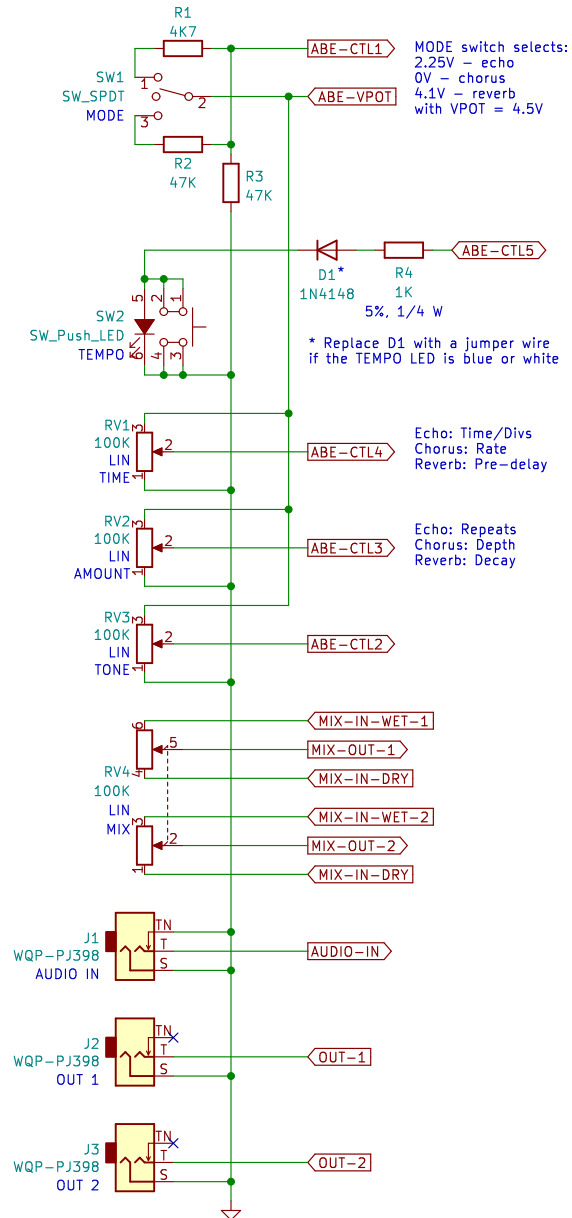 R1
4K7
ABE-CTL1
MODE switch selects:
2.25V – echo
0V – chorus
4.1V – reverb
with VPOT = 4.5V
SW1
SW_SPDT
MODE
1
2
3
ABE-VPOT
R2
47K
R3
47K
ABE-CTL5
D1*
1N4148
R4
1K
5%, 1/4 W
* Replace D1 with a jumper wire
if the TEMPO LED is blue or white
SW2
SW_Push_LED
TEMPO
5
2
1
6
4
3
RV1
100K
LIN
TIME
3
2
1
ABE-CTL4
Echo: Time/Divs
Chorus: Rate
Reverb: Pre-delay
RV2
100K
LIN
AMOUNT
3
2
1
ABE-CTL3
Echo: Repeats
Chorus: Depth
Reverb: Decay
RV3
100K
LIN
TONE
3
2
1
ABE-CTL2
6
5
4
MIX-IN-WET-1
MIX-OUT-1
MIX-IN-DRY
RV4
100K
LIN
MIX
3
2
1
MIX-IN-WET-2
MIX-OUT-2
MIX-IN-DRY
J1
WQP-PJ398
AUDIO IN
TN
T
S
AUDIO-IN
J2
WQP-PJ398
OUT 1
TN
T
S
OUT-1
J3
WQP-PJ398
OUT 2
TN
T
S
OUT-2